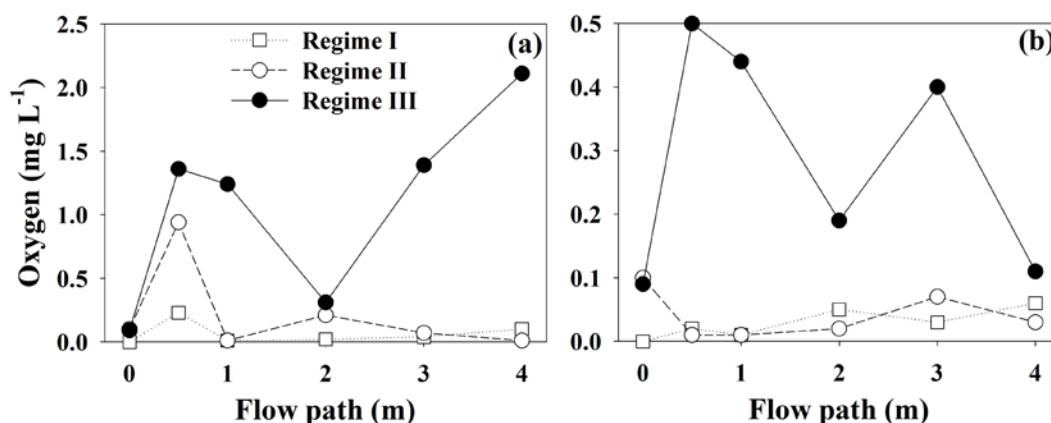 2.5
2.0
1.5
1.0
0.5
0.0
Oxygen (mg L⁻¹)
Regime I
Regime II
Regime III
(a)
0 1 2 3 4
Flow path (m)
0.5
0.4
0.3
0.2
0.1
0.0
(b)
0 1 2 3 4
Flow path (m)